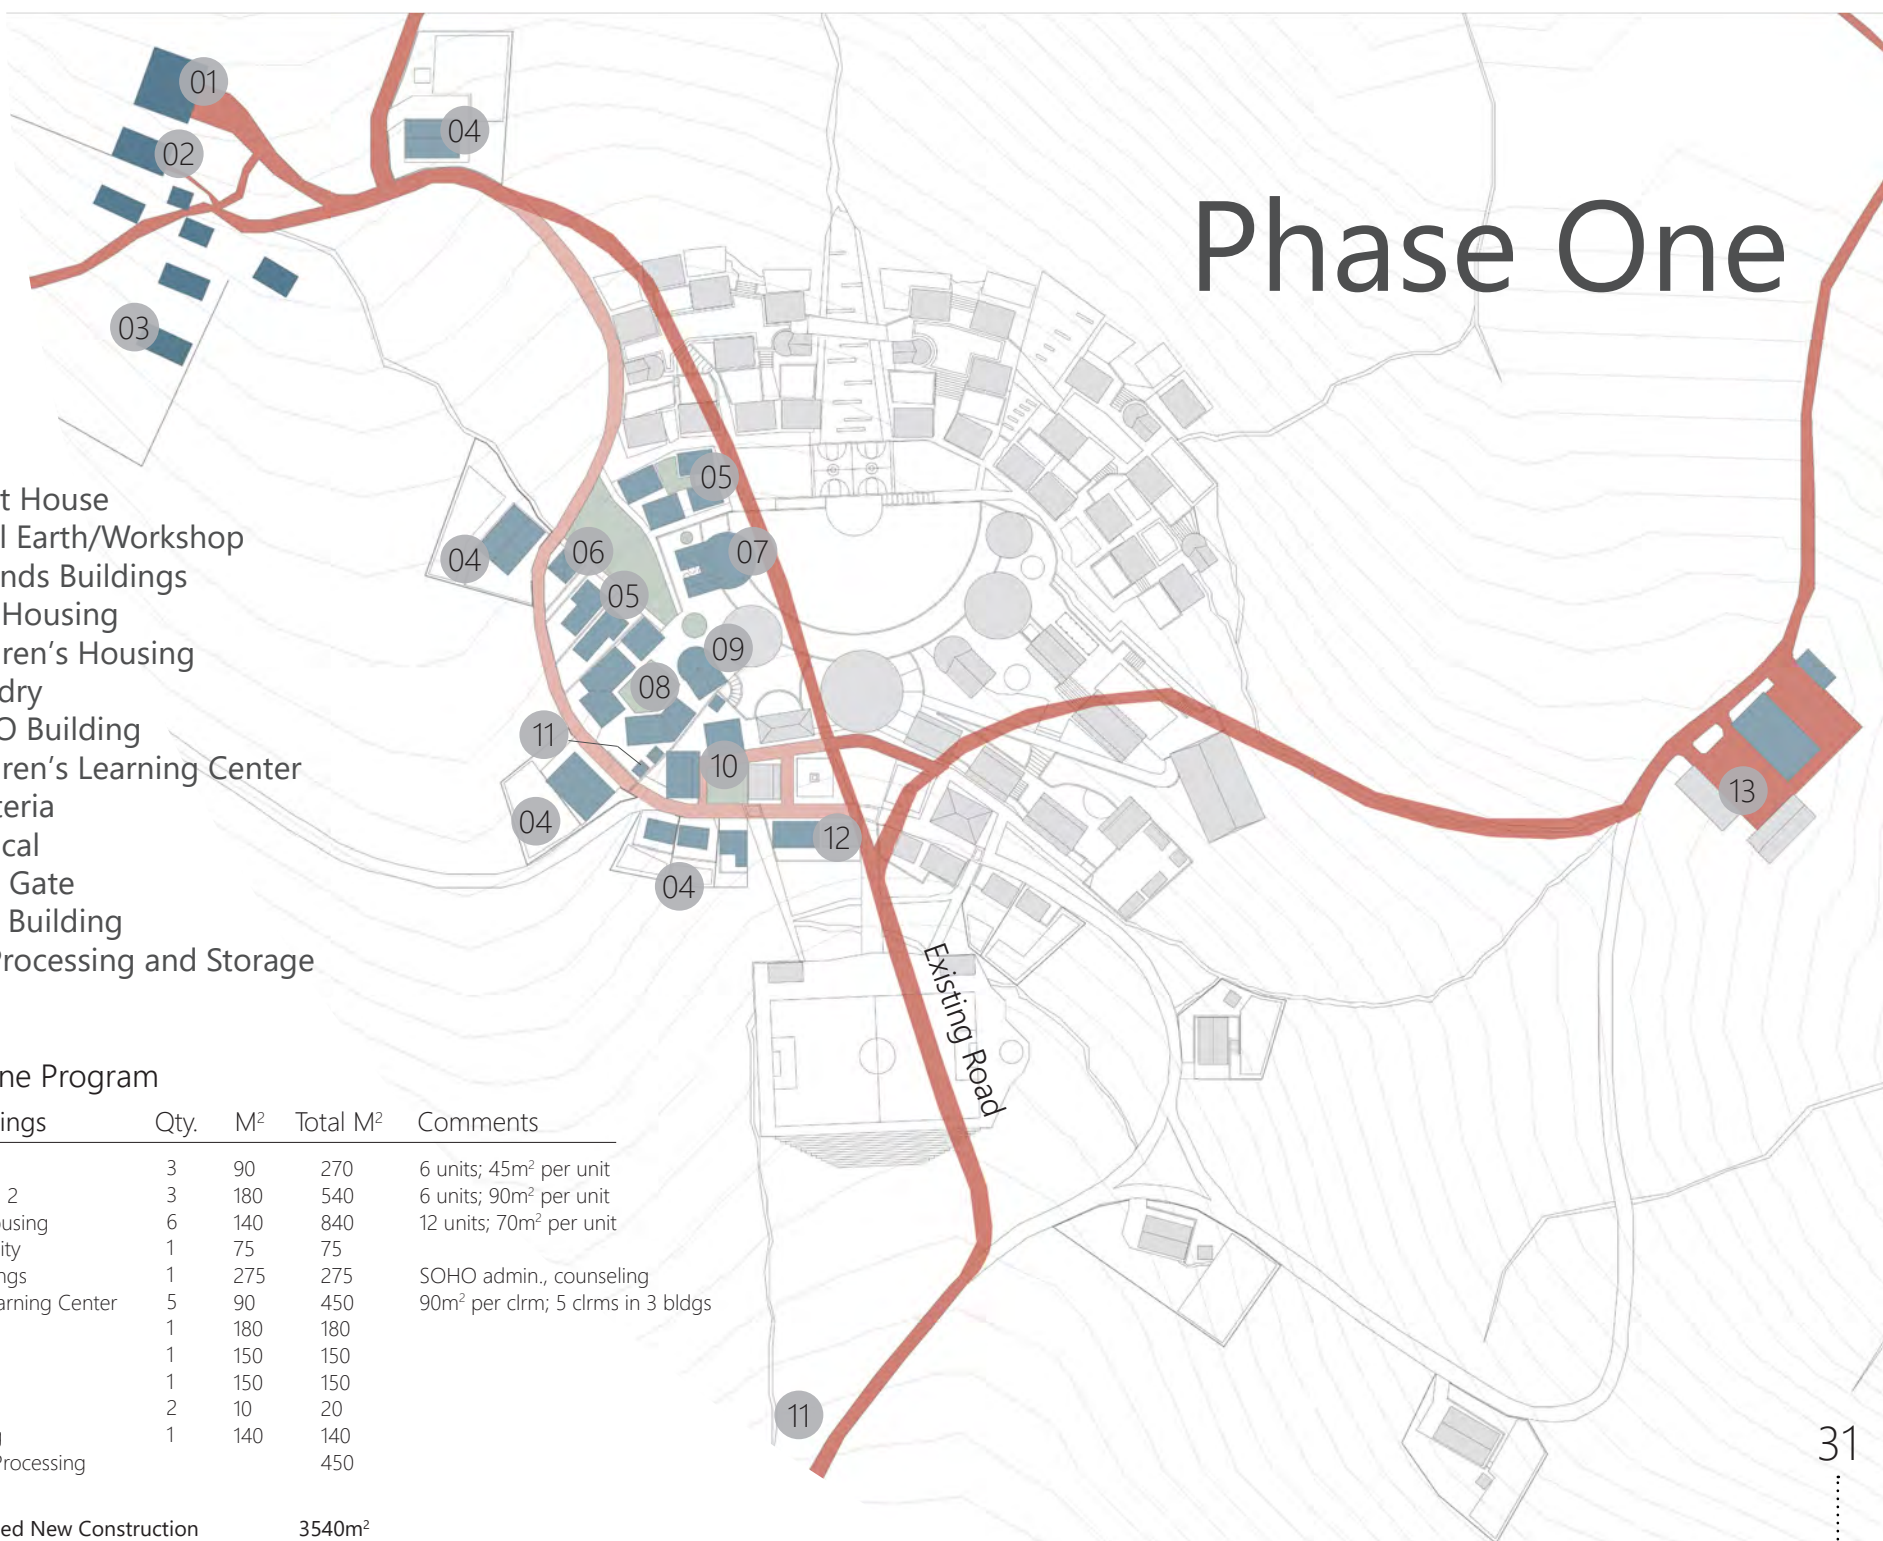 Phase One
01
02
03
04
04
04
04
05
05
06
07
08
09
10
11
11
12
13
t House
l Earth/Workshop
nds Buildings
Housing
ren's Housing
dry
O Building
ren's Learning Center
teria
cal
Gate
Building
Processing and Storage
Existing Road
ne Program
ings Qty. M² Total M² Comments
3 90 270 6 units; 45m² per unit
2 3 180 540 6 units; 90m² per unit
ousing 6 140 840 12 units; 70m² per unit
ity 1 75 75
ngs 1 275 275 SOHO admin., counseling
arning Center 5 90 450 90m² per clrm; 5 clrms in 3 bldgs
1 180 180
1 150 150
1 150 150
2 10 20
g 1 140 140
Processing 450
ed New Construction 3540m²
31